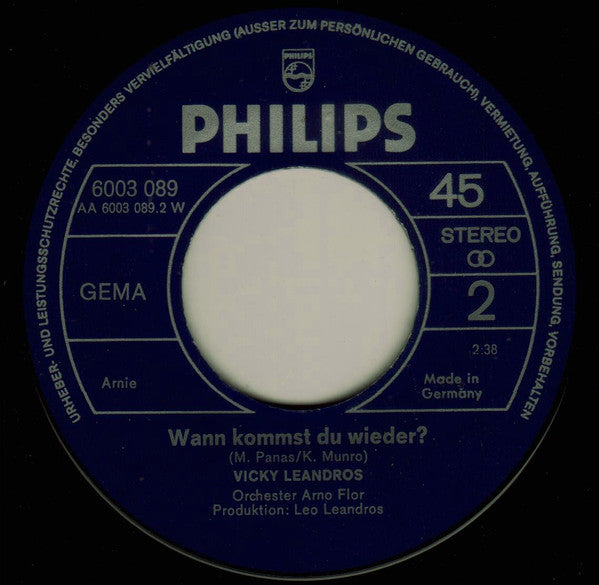 URHEBER- UND LEISTUNGSSCHUTZRECHTE, BESONDERS VERVIELFÄLTIGUNG (AUSSER ZUM PERSÖNLICHEN GEBRAUCH), VERMIETUNG, AUFFÜHRUNG, SENDUNG, VORBEHALTEN
PHILIPS
PHILIPS
6003 089
AA 6003 089.2 W
45
STEREO
GEMA
2
2:38
Arnie
Made in
Germany
Wann kommst du wieder?
(M. Panas/K. Munro)
VICKY LEANDROS
Orchester Arno Flor
Produktion: Leo Leandros